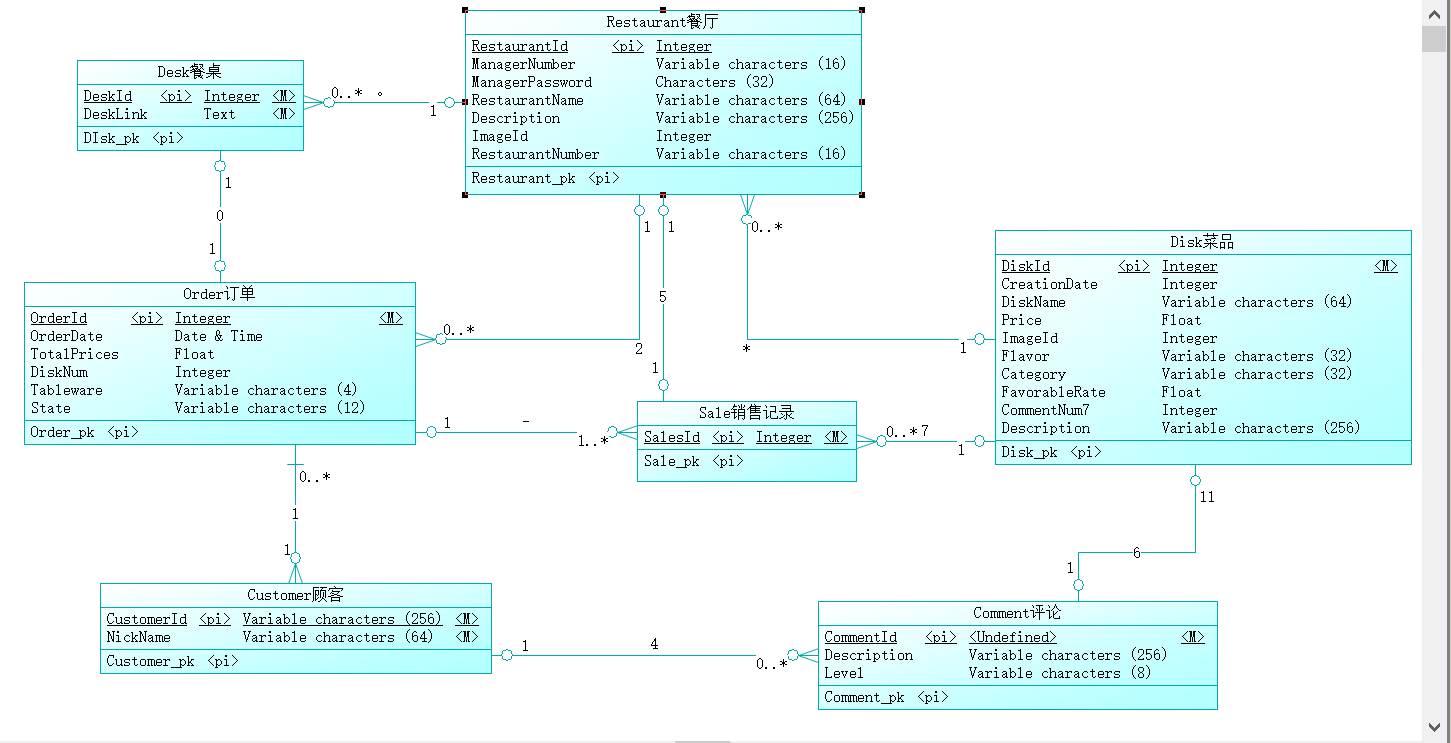 Restaurant餐厅
RestaurantId <pi> Integer
ManagerNumber Variable characters (16)
ManagerPassword Characters (32)
RestaurantName Variable characters (64)
Description Variable characters (256)
ImageId Integer
RestaurantNumber Variable characters (16)
Restaurant_pk <pi>
Desk餐桌
DeskId <pi> Integer <M>
DeskLink Text <M>
DIsk_pk <pi>
0..* 。
1
1
0
1
1
1
0..*
Disk菜品
DiskId <pi> Integer <M>
CreationDate Integer
DiskName Variable characters (64)
Price Float
ImageId Integer
Flavor Variable characters (32)
Category Variable characters (32)
FavorableRate Float
CommentNum7 Integer
Description Variable characters (256)
Disk_pk <pi>
Order订单
OrderId <pi> Integer <M>
OrderDate Date & Time
TotalPrices Float
DiskNum Integer
Tableware Variable characters (4)
State Variable characters (12)
Order_pk <pi>
5
0..*
2
*
1
1
Sale销售记录
SalesId <pi> Integer <M>
Sale_pk <pi>
1
-
1..*
0..*7
1
0..*
1
1
11
6
1
Customer顾客
CustomerId <pi> Variable characters (256) <M>
NickName Variable characters (64) <M>
Customer_pk <pi>
1
4
0..*
Comment评论
CommentId <pi> <Undefined> <M>
Description Variable characters (256)
Level Variable characters (8)
Comment_pk <pi>